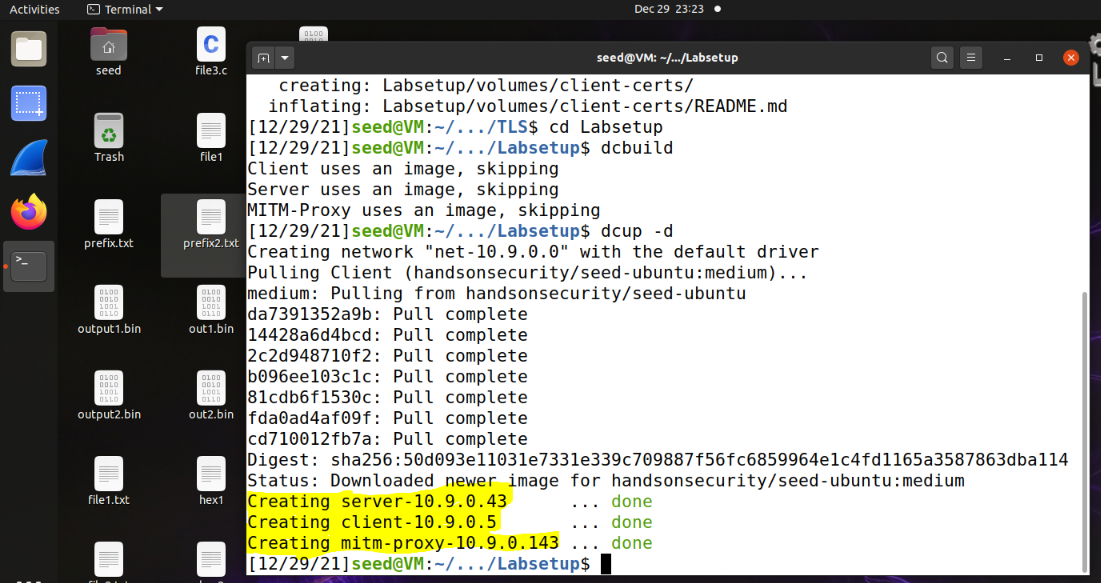 Activities
Terminal
Dec 29 23:23
seed
file3.c
Trash
file1
prefix.txt
prefix2.txt
output1.bin
out1.bin
output2.bin
out2.bin
file1.txt
hex1
seed@VM: ~/.../Labsetup
creating: Labsetup/volumes/client-certs/
inflating: Labsetup/volumes/client-certs/README.md
[12/29/21]seed@VM:~/.../TLS$ cd Labsetup
[12/29/21]seed@VM:~/.../Labsetup$ dcbuild
Client uses an image, skipping
Server uses an image, skipping
MITM-Proxy uses an image, skipping
[12/29/21]seed@VM:~/.../Labsetup$ dcup -d
Creating network "net-10.9.0.0" with the default driver
Pulling Client (handsonsecurity/seed-ubuntu:medium)...
medium: Pulling from handsonsecurity/seed-ubuntu
da7391352a9b: Pull complete
14428a6d4bcd: Pull complete
2c2d948710f2: Pull complete
b096ee103c1c: Pull complete
81cdb6f1530c: Pull complete
fda0ad4af09f: Pull complete
cd710012fb7a: Pull complete
Digest: sha256:50d093e11031e7331e339c709887f56fc6859964e1c4fd1165a3587863dba114
Status: Downloaded newer image for handsonsecurity/seed-ubuntu:medium
Creating server-10.9.0.43 ... done
Creating client-10.9.0.5 ... done
Creating mitm-proxy-10.9.0.143 ... done
[12/29/21]seed@VM:~/.../Labsetup$